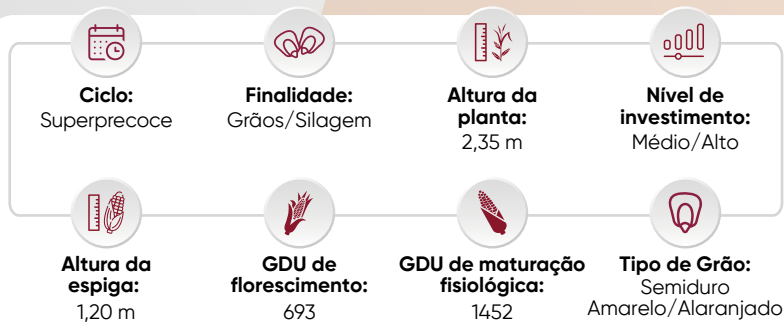 Ciclo:
Superprecoce
Finalidade:
Grãos/Silagem
Altura da
planta:
2,35 m
Nível de
investimento:
Médio/Alto
Altura da
espiga:
1,20 m
GDU de
florescimento:
693
GDU de maturação
fisiológica:
1452
Tipo de Grão:
Semiduro
Amarelo/Alaranjado